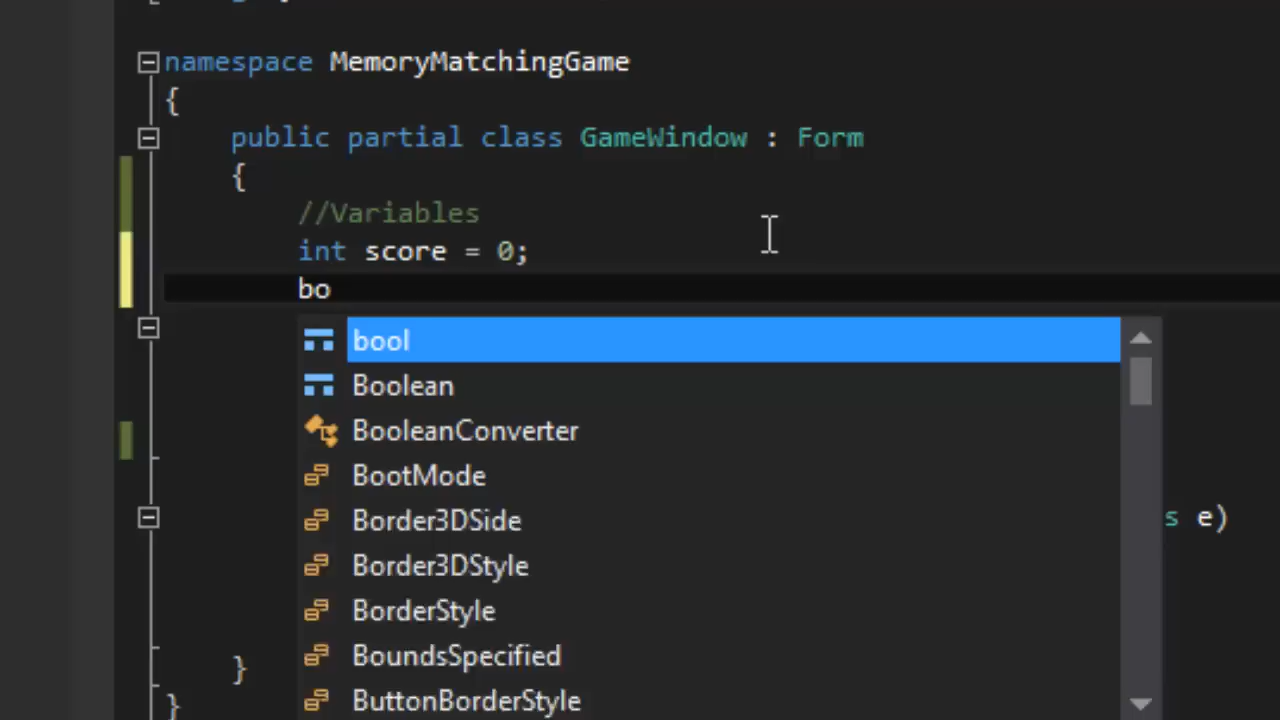 namespace MemoryMatchingGame
{
public partial class GameWindow : Form
{
//Variables
int score = 0;
bo
bool
Boolean
BooleanConverter
BootMode
Border3DSide
s e)
Border3DStyle
BorderStyle
BoundsSpecified
}
ButtonBorderStyle
}